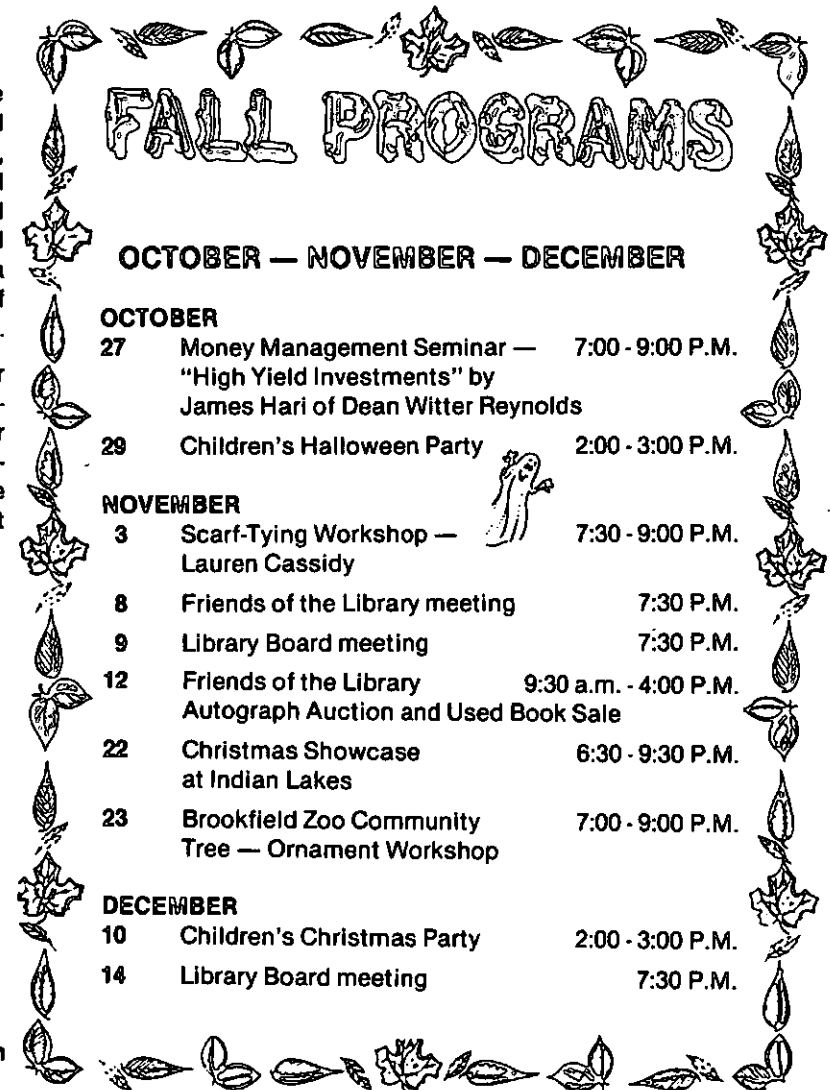 FALL PROGRAMS
OCTOBER — NOVEMBER — DECEMBER
OCTOBER
27 Money Management Seminar — 7:00 - 9:00 P.M.
"High Yield Investments" by
James Hari of Dean Witter Reynolds
29 Children's Halloween Party 2:00 - 3:00 P.M.
NOVEMBER
3 Scarf-Tying Workshop — 7:30 - 9:00 P.M.
Lauren Cassidy
8 Friends of the Library meeting 7:30 P.M.
9 Library Board meeting 7:30 P.M.
12 Friends of the Library 9:30 a.m. - 4:00 P.M.
Autograph Auction and Used Book Sale
22 Christmas Showcase 6:30 - 9:30 P.M.
at Indian Lakes
23 Brookfield Zoo Community 7:00 - 9:00 P.M.
Tree — Ornament Workshop
DECEMBER
10 Children's Christmas Party 2:00 - 3:00 P.M.
14 Library Board meeting 7:30 P.M.